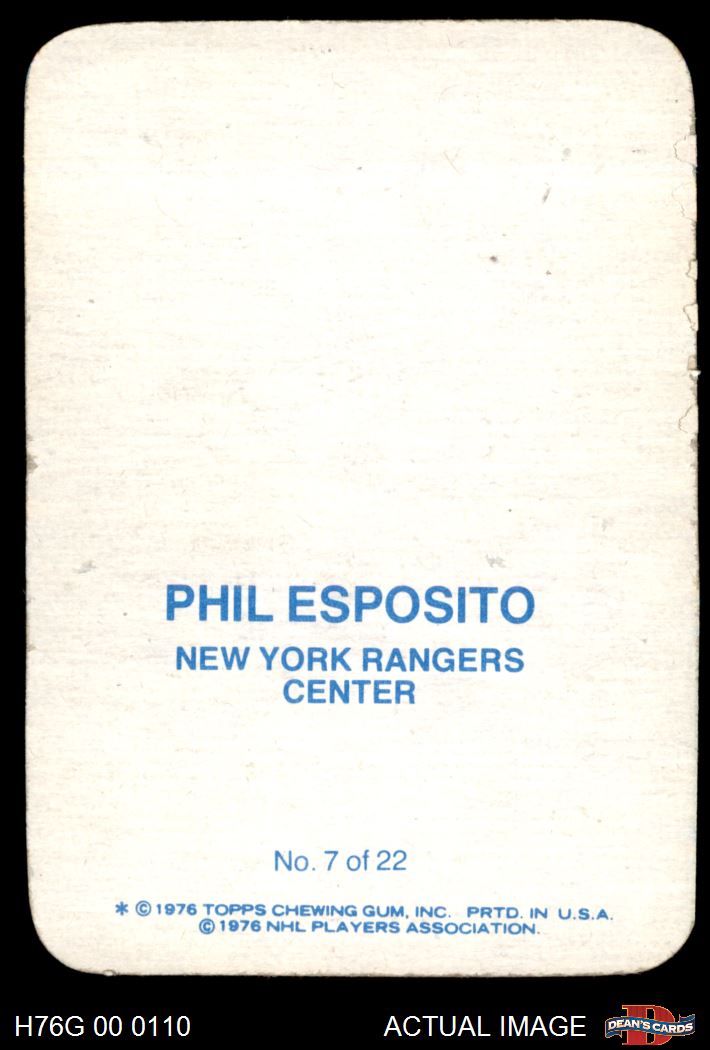 PHIL ESPOSITO
NEW YORK RANGERS
CENTER
No. 7 of 22
* © 1976 TOPPS CHEWING GUM, INC. PRTD. IN U.S.A.
© 1976 NHL PLAYERS ASSOCIATION.
H76G 00 0110 ACTUAL IMAGE D DEAN'S CARDS